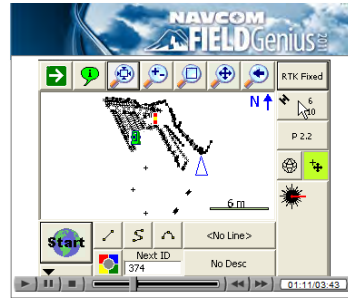 NAVCOM
FIELDGenius 2011
RTK Fixed
N
6
10
P 2.2
6 m
Start
<No Line>
Next ID
374
No Desc
01:11/03:43